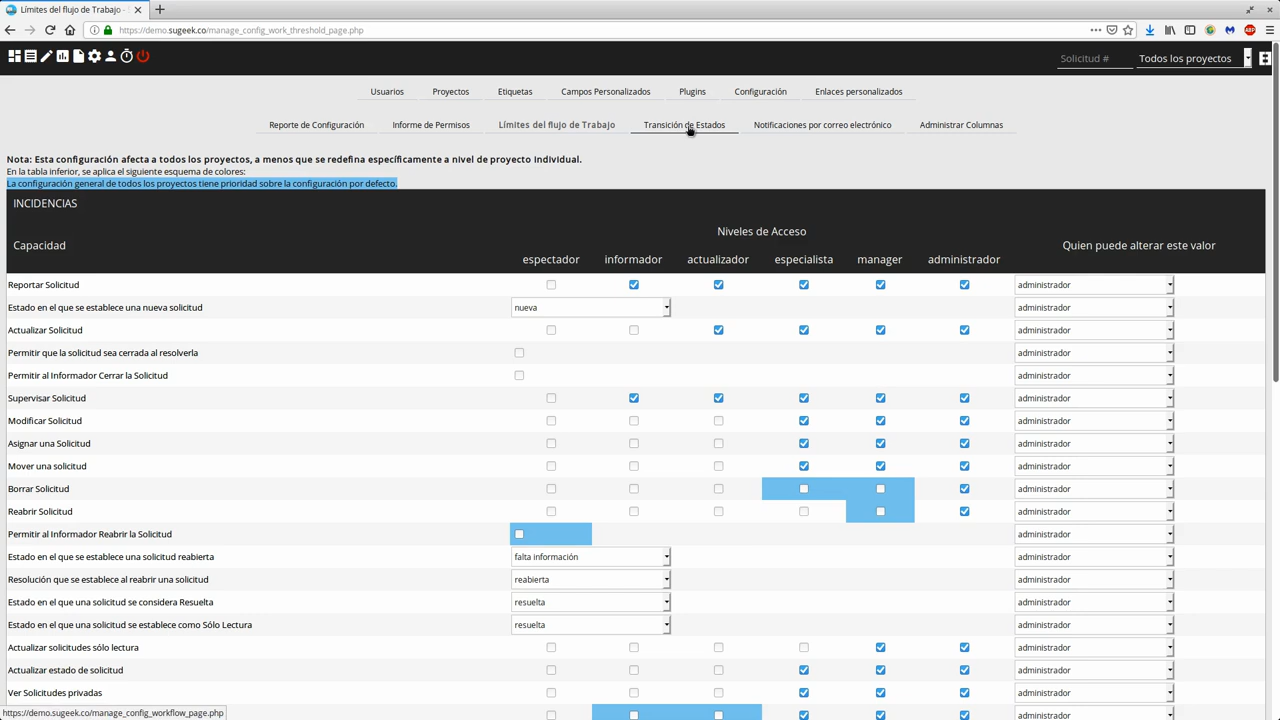 Límites del flujo de Trabajo -
https://demo.sugeek.co/manage_config_work_threshold_page.php
Solicitud # Todos los proyectos
Usuarios Proyectos Etiquetas Campos Personalizados Plugins Configuración Enlaces personalizados
Reporte de Configuración Informe de Permisos Límites del flujo de Trabajo Transición de Estados Notificaciones por correo electrónico Administrar Columnas
Nota: Esta configuración afecta a todos los proyectos, a menos que se redefina específicamente a nivel de proyecto individual.
En la tabla inferior, se aplica el siguiente esquema de colores:
La configuración general de todos los proyectos tiene prioridad sobre la configuración por defecto.
INCIDENCIAS
Capacidad Niveles de Acceso Quien puede alterar este valor
espectador informador actualizador especialista manager administrador
Reportar Solicitud administrador
Estado en el que se establece una nueva solicitud nueva administrador
Actualizar Solicitud administrador
Permitir que la solicitud sea cerrada al resolverla administrador
Permitir al Informador Cerrar la Solicitud administrador
Supervisar Solicitud administrador
Modificar Solicitud administrador
Asignar una Solicitud administrador
Mover una solicitud administrador
Borrar Solicitud administrador
Reabrir Solicitud administrador
Permitir al Informador Reabrir la Solicitud administrador
Estado en el que se establece una solicitud reabierta falta información administrador
Resolución que se establece al reabrir una solicitud reabierta administrador
Estado en el que una solicitud se considera Resuelta resuelta administrador
Estado en el que una solicitud se establece como Sólo Lectura resuelta administrador
Actualizar solicitudes sólo lectura administrador
Actualizar estado de solicitud administrador
Ver Solicitudes privadas administrador
https://demo.sugeek.co/manage_config_workflow_page.php administrador